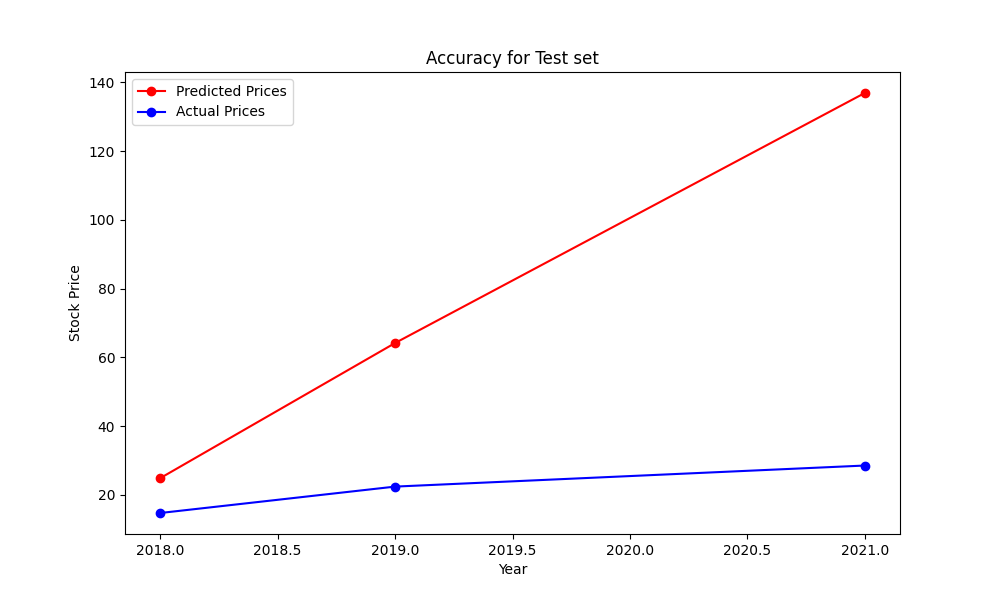 Accuracy for Test set
Predicted Prices
Actual Prices
140
120
100
80
60
40
20
Stock Price
2018.0 2018.5 2019.0 2019.5 2020.0 2020.5 2021.0
Year